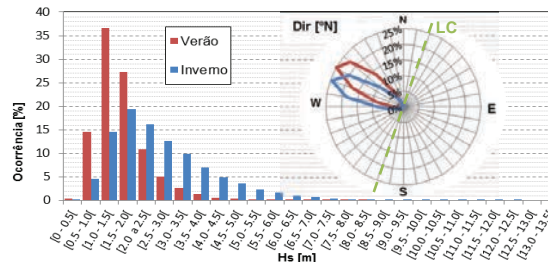 40
35
30
25
20
15
10
5
0
Ocorrência [%]
Verão
Inverno
Dir [ºN]
LC
N
E
S
W
25%
20%
15%
10%
5%
0%
[0 - 0.5[
[0.5 - 1.0[
[1.0 - 1.5[
[1.5 - 2.0[
[2.0 a 2.5[
[2.5 - 3.0[
[3.0 - 3.5[
[3.5 - 4.0[
[4.0 - 4.5[
[4.5 - 5.0[
[5.0 - 5.5[
[5.5 - 6.0[
[6.0 - 6.5[
[6.5 - 7.0[
[7.0 - 7.5[
[7.5 - 8.0[
[8.0 - 8.5[
[8.5 - 9.0[
[9.0 - 9.5[
[9.5 - 10.0[
[10.0 - 10.5[
[10.5 - 11.0[
[11.0 - 11.5[
[11.5 - 12.0[
[12.0 - 12.5[
[12.5 - 13.0[
[13.0 - 13.5[
Hs [m]